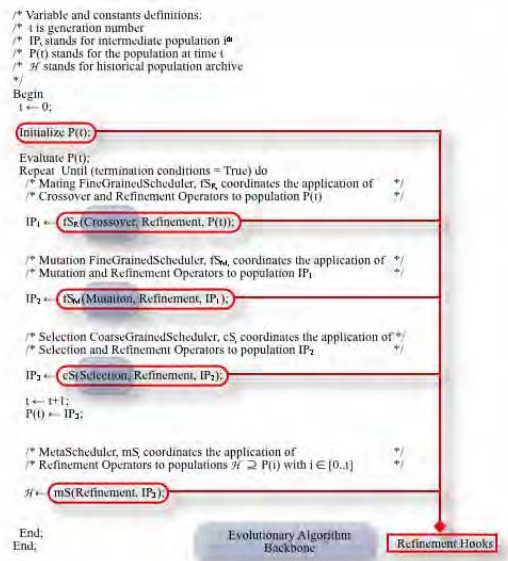 /* Variable and constants definitions:
/* t is generation number
/* IPᵢ stands for intermediate population iᵗʰ
/* P(t) stands for the population at time t
/* ℋ stands for historical population archive
*/
Begin
t ← 0;
Initialize P(t);
Evaluate P(t);
Repeat Until (termination conditions = True) do
/* Mating FineGrainedScheduler, fSR, coordinates the application of */
/* Crossover and Refinement Operators to population P(t) */
IP₁ ← fSR(Crossover, Refinement, P(t));
/* Mutation FineGrainedScheduler, fSM, coordinates the application of */
/* Mutation and Refinement Operators to population IP₁ */
IP₂ ← fSM(Mutation, Refinement, IP₁);
/* Selection CoarseGrainedScheduler, cS, coordinates the application of */
/* Selection and Refinement Operators to population IP₂ */
IP₃ ← cS(Selection, Refinement, IP₂);
t ← t+1;
P(t) ← IP₃;
/* MetaScheduler, mS, coordinates the application of */
/* Refinement Operators to populations ℋ ⊇ P(i) with i ∈ [0..t] */
ℋ ← mS(Refinement, IP₃);
End;
End;
Evolutionary Algorithm
Backbone
Refinement Hooks